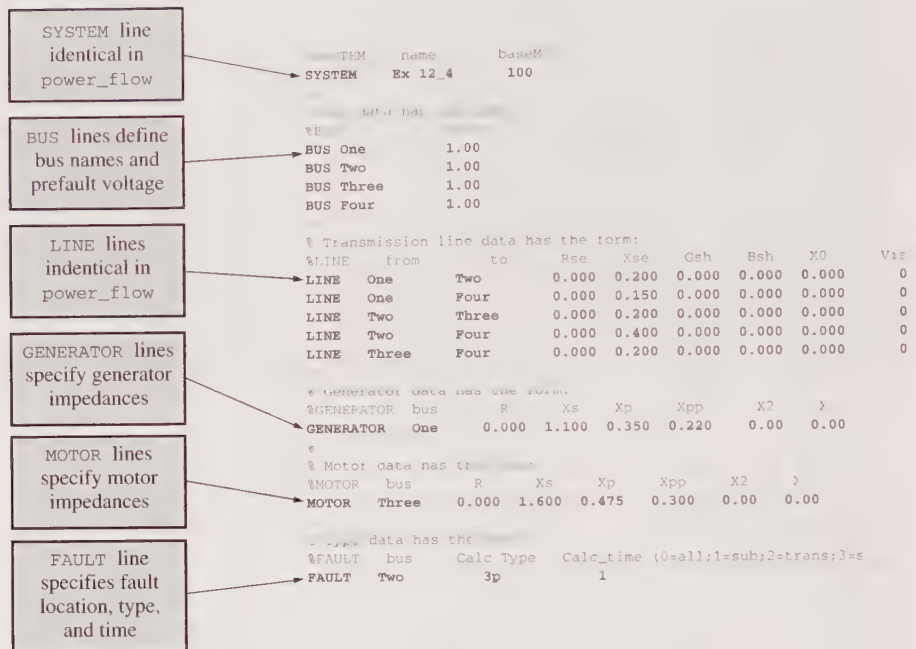 SYSTEM line
identical in
power_flow
BUS lines define
bus names and
prefault voltage
LINE lines
indentical in
power_flow
GENERATOR lines
specify generator
impedances
MOTOR lines
specify motor
impedances
FAULT line
specifies fault
location, type,
and time
name baseM
SYSTEM Ex 12_4 100
BUS One 1.00
BUS Two 1.00
BUS Three 1.00
BUS Four 1.00
% Transmission line data has the form:
%LINE from to Rse Xse Gsh Bsh X0 Vis
LINE One Two 0.000 0.200 0.000 0.000 0.000 0
LINE One Four 0.000 0.150 0.000 0.000 0.000 0
LINE Two Three 0.000 0.200 0.000 0.000 0.000 0
LINE Two Four 0.000 0.400 0.000 0.000 0.000 0
LINE Three Four 0.000 0.200 0.000 0.000 0.000 0
% Generator data has the form:
%GENERATOR bus R Xs Xp Xpp X2
GENERATOR One 0.000 1.100 0.350 0.220 0.00 0.00
%
% Motor data has
%MOTOR bus R Xs Xp Xpp X2
MOTOR Three 0.000 1.600 0.475 0.300 0.00 0.00
data has the
%FAULT bus Calc Type Calc_time (0=all;1=sub;2=trans;3=s
FAULT Two 3p 1